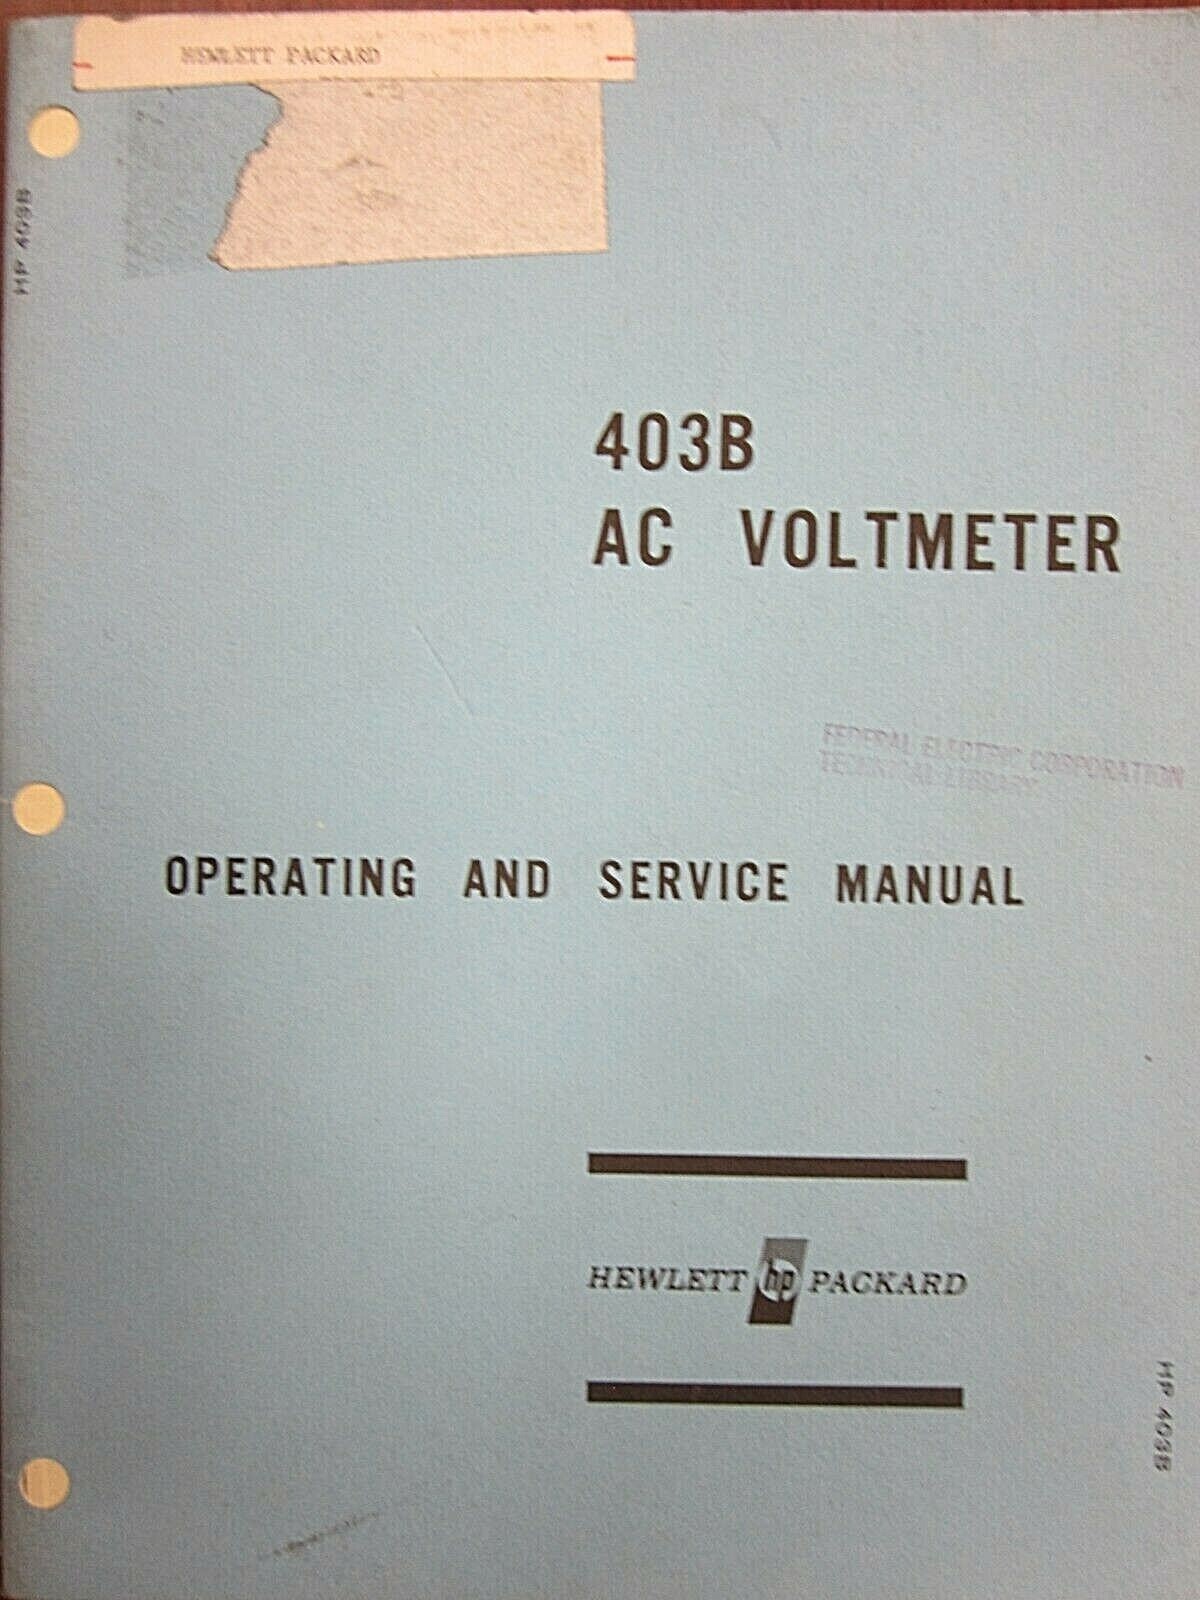 HEWLETT PACKARD
HP 403B
403B
AC VOLTMETER
FEDERAL ELECTRIC CORPORATION
TECHNICAL LIBRARY
OPERATING AND SERVICE MANUAL
HEWLETT hp PACKARD
HP 403B